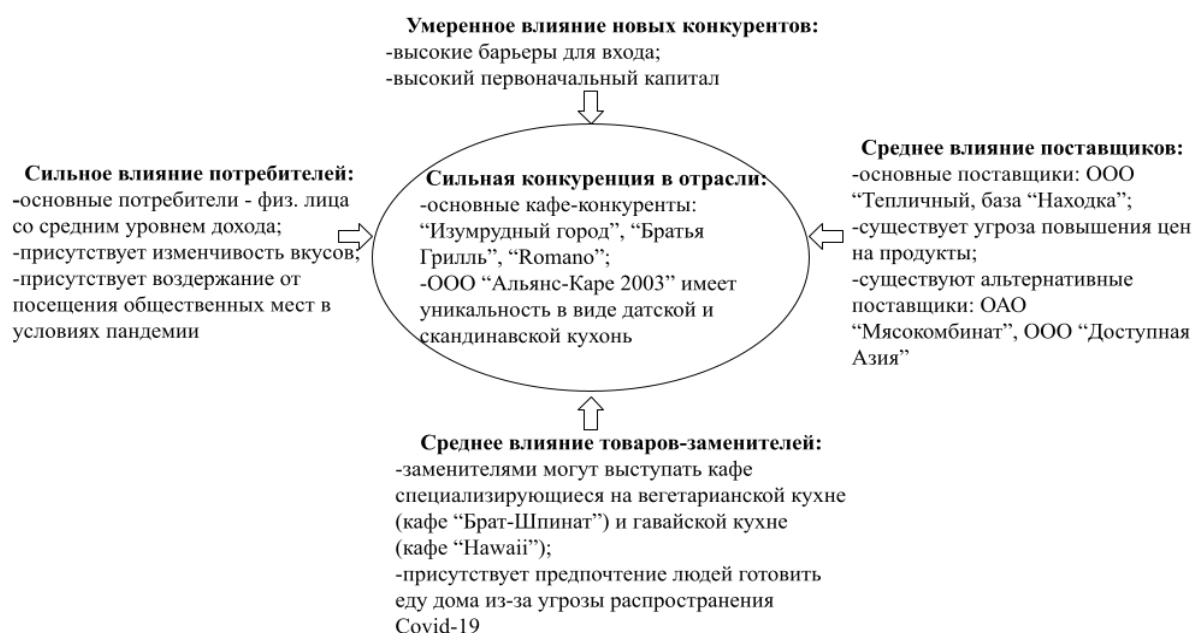 Умеренное влияние новых конкурентов:
-высокие барьеры для входа;
-высокий первоначальный капитал
Сильное влияние потребителей:
-основные потребители - физ. лица
со средним уровнем дохода;
-присутствует изменчивость вкусов;
-присутствует воздержание от
посещения общественных мест в
условиях пандемии
Сильная конкуренция в отрасли:
-основные кафе-конкуренты:
“Изумрудный город”, “Братья
Грилль”, “Romano”;
-ООО “Альянс-Каре 2003” имеет
уникальность в виде датской и
скандинавской кухонь
Среднее влияние поставщиков:
-основные поставщики: ООО
“Тепличный, база “Находка”;
-существует угроза повышения цен
на продукты;
-существуют альтернативные
поставщики: ОАО
“Мясокомбинат”, ООО “Доступная
Азия”
Среднее влияние товаров-заменителей:
-заменителями могут выступать кафе
специализирующиеся на вегетарианской кухне
(кафе “Брат-Шпинат”) и гавайской кухне
(кафе “Hawaii”);
-присутствует предпочтение людей готовить
еду дома из-за угрозы распространения
Covid-19